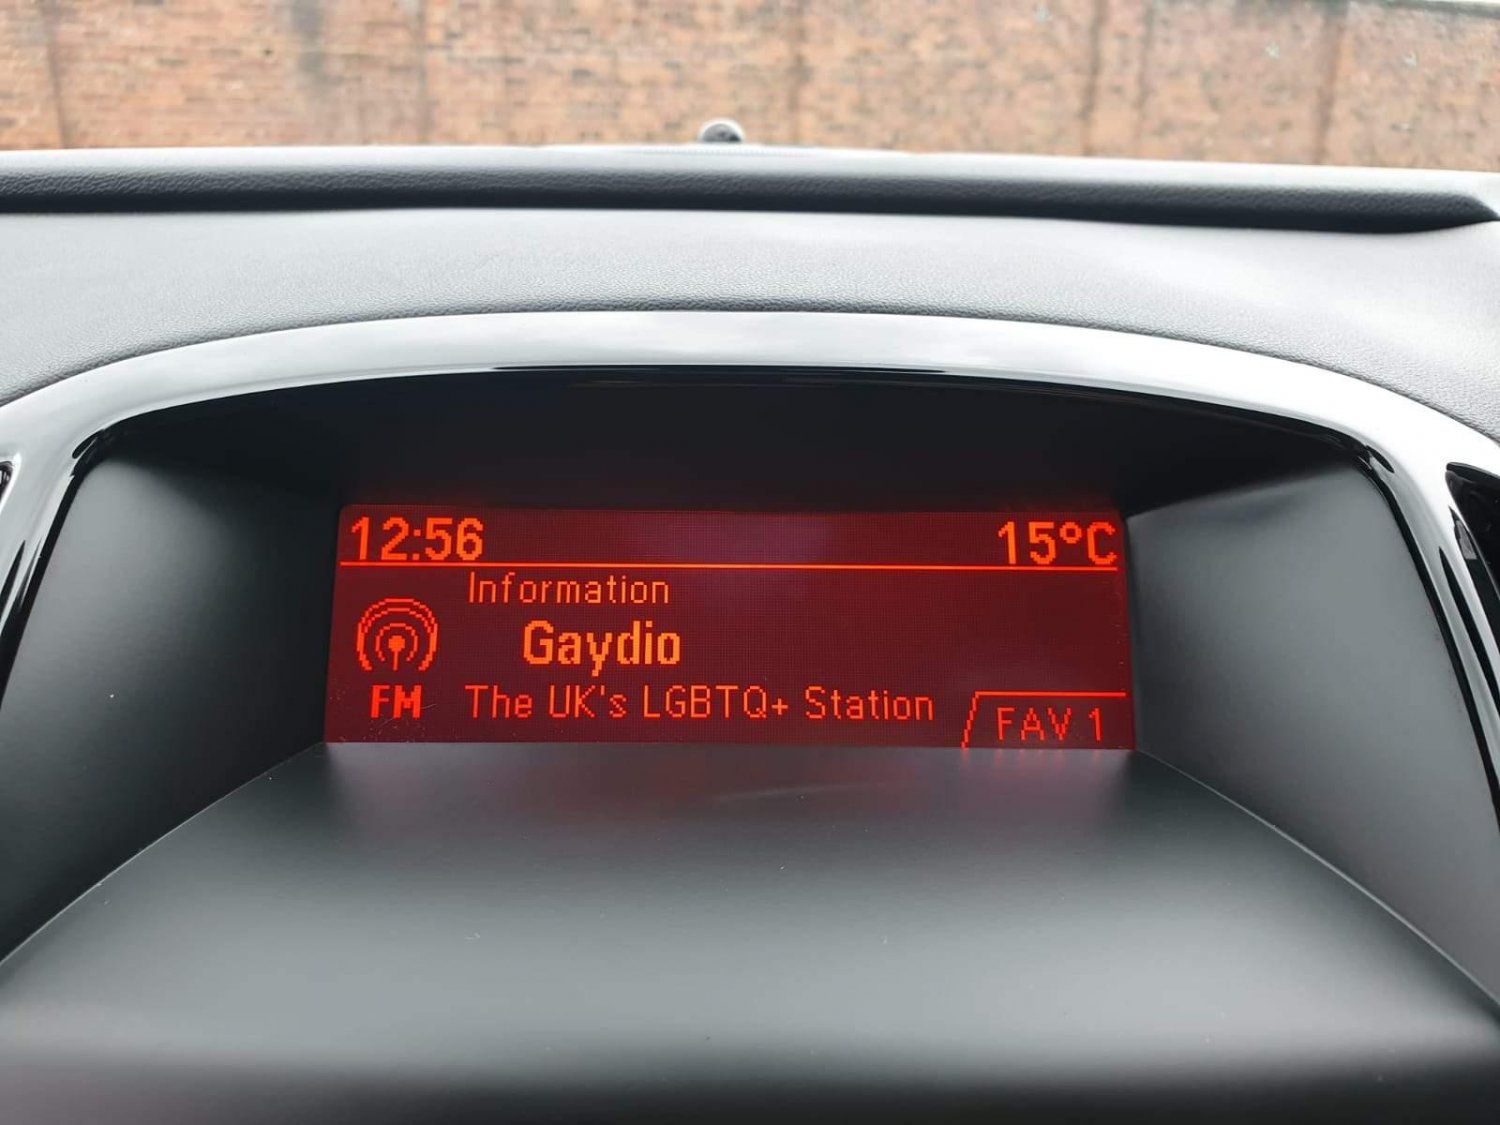 12:56 15°C
Information
Gaydio
FM The UK's LGBTQ+ Station
FAV 1